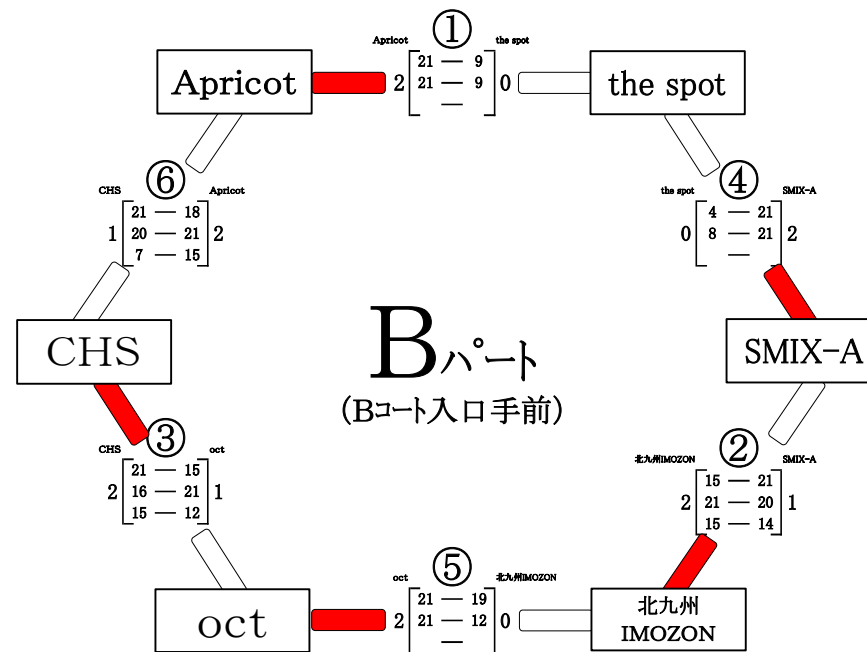 ①
Apricot the spot
Apricot
2 21 — 9 0
21 — 9
—
the spot
⑥
CHS Apricot
1 21 — 18 2
20 — 21
7 — 15
④
the spot SMIX-A
0 4 — 21 2
8 — 21
—
CHS
Bパート
(Bコート入口手前)
SMIX-A
③
CHS oct
2 21 — 15 1
16 — 21
15 — 12
②
北九州IMOZON SMIX-A
2 15 — 21 1
21 — 20
15 — 14
oct
⑤
oct 北九州IMOZON
2 21 — 19 0
21 — 12
—
北九州
IMOZON